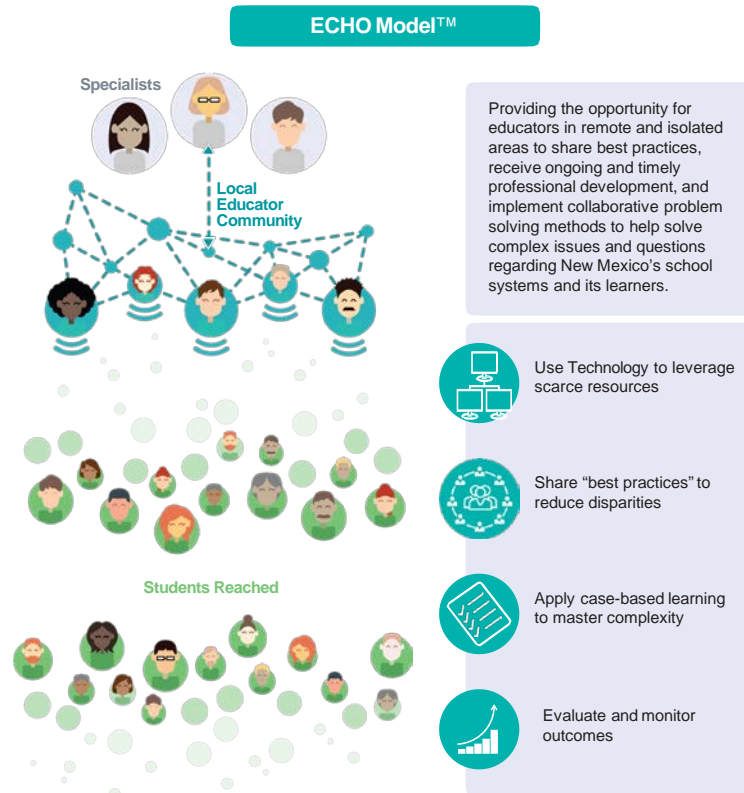 ECHO Model™
Specialists
Local
Educator
Community
Providing the opportunity for
educators in remote and isolated
areas to share best practices,
receive ongoing and timely
professional development, and
implement collaborative problem
solving methods to help solve
complex issues and questions
regarding New Mexico's school
systems and its learners.
Use Technology to leverage
scarce resources
Share “best practices” to
reduce disparities
Students Reached
Apply case-based learning
to master complexity
Evaluate and monitor
outcomes